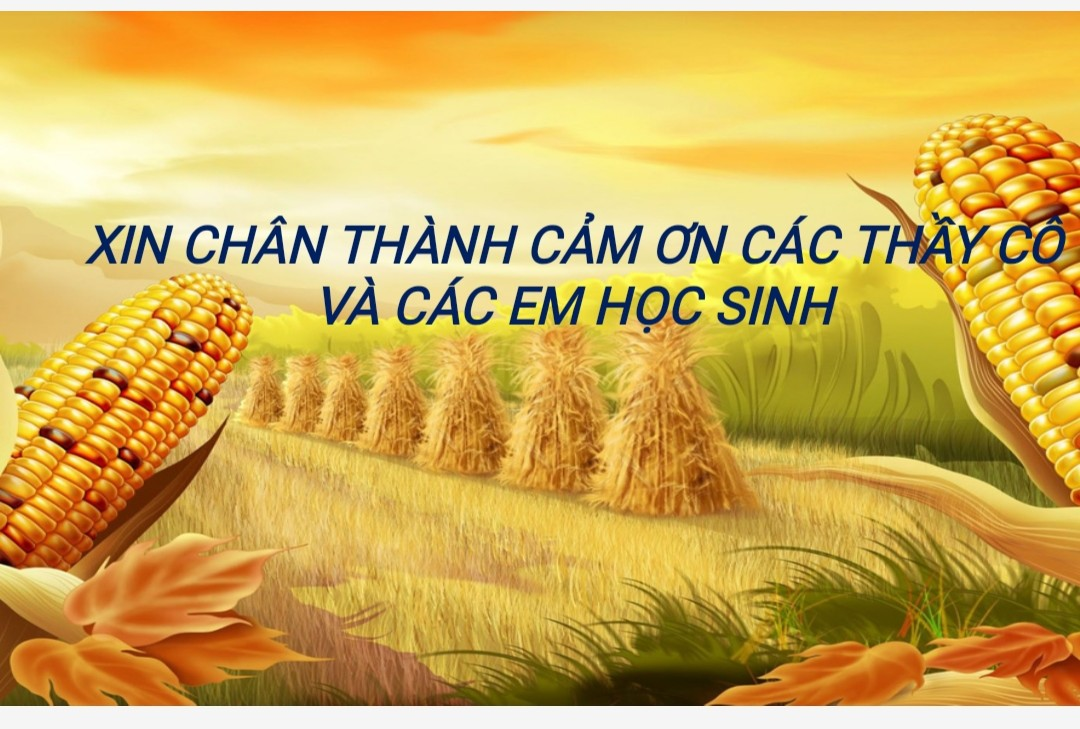 XIN CHÂN THÀNH CẢM ƠN CÁC THẦY CÔ
VÀ CÁC EM HỌC SINH